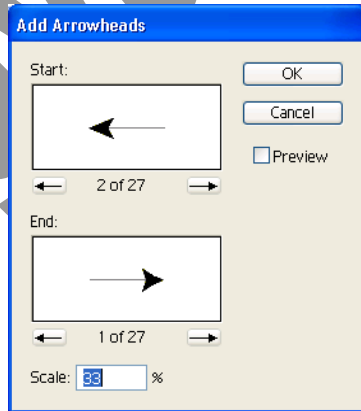 Add Arrowheads
Start:
OK
Cancel
Preview
2 of 27
End:
1 of 27
Scale: 33 %